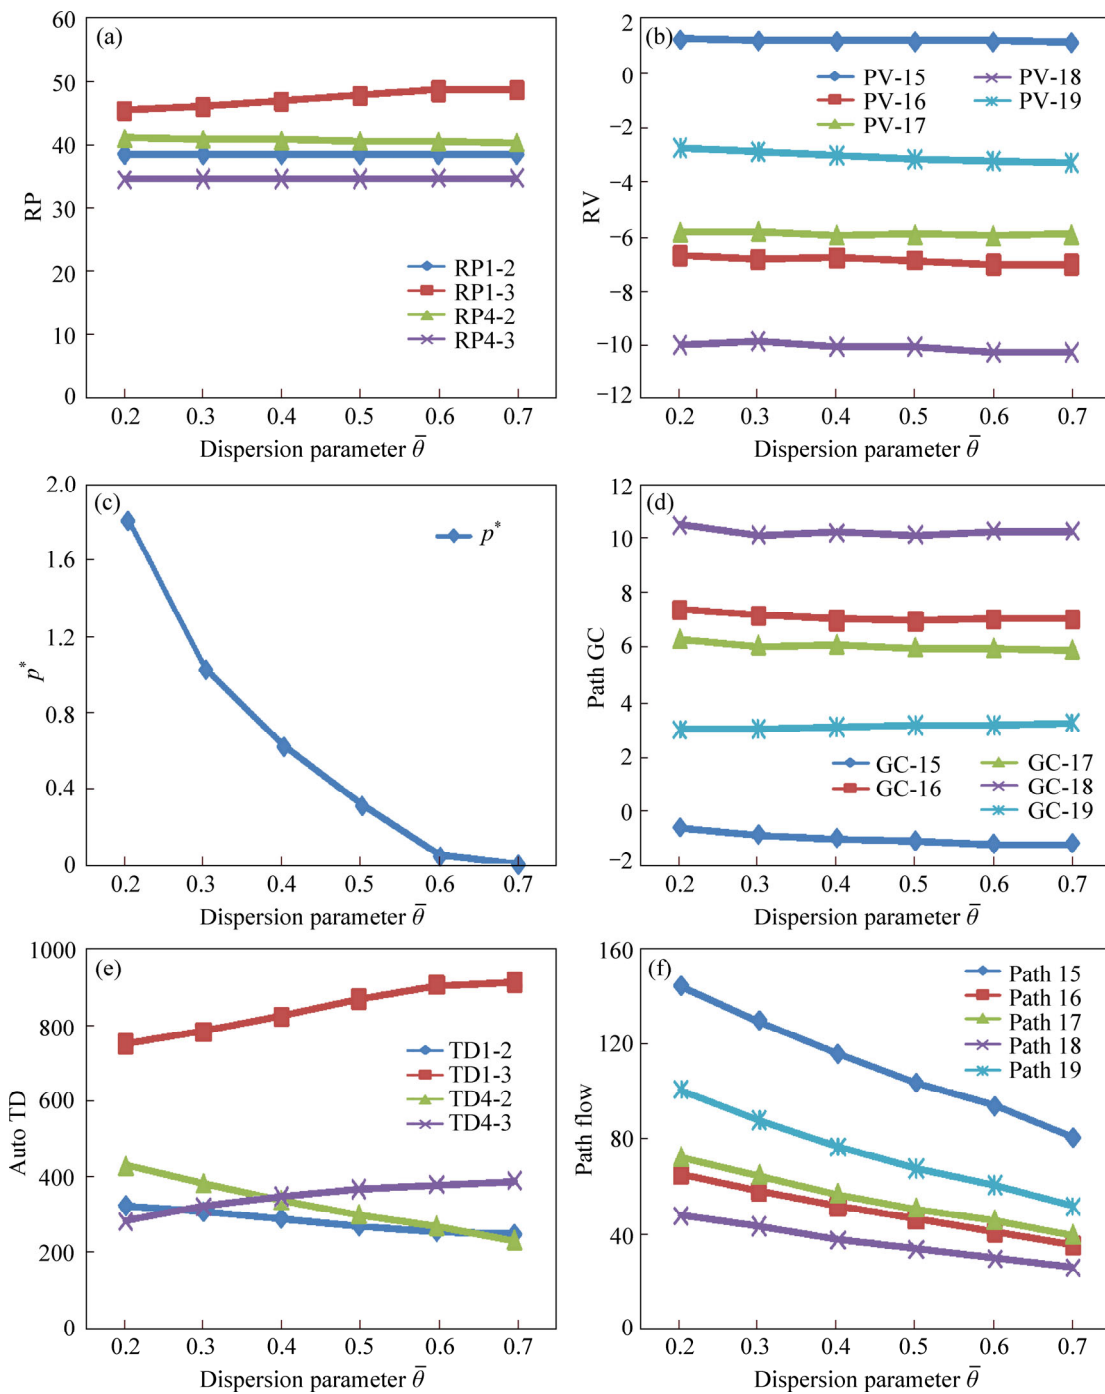 (a)
RP
60
50
40
30
20
10
0
RP1-2
RP1-3
RP4-2
RP4-3
0.2 0.3 0.4 0.5 0.6 0.7
Dispersion parameter θ̄
(b)
RV
2
0
−2
−4
−6
−8
−10
−12
PV-15 PV-18
PV-16 PV-19
PV-17
0.2 0.3 0.4 0.5 0.6 0.7
Dispersion parameter θ̄
(c)
p*
2.0
1.6
1.2
0.8
0.4
0
p*
0.2 0.3 0.4 0.5 0.6 0.7
Dispersion parameter θ̄
(d)
Path GC
12
10
8
6
4
2
0
−2
GC-15 GC-17
GC-16 GC-18
GC-19
0.2 0.3 0.4 0.5 0.6 0.7
Dispersion parameter θ̄
(e)
Auto TD
1000
800
600
400
200
0
TD1-2
TD1-3
TD4-2
TD4-3
0.2 0.3 0.4 0.5 0.6 0.7
Dispersion parameter θ̄
(f)
Path flow
160
120
80
40
0
Path 15
Path 16
Path 17
Path 18
Path 19
0.2 0.3 0.4 0.5 0.6 0.7
Dispersion parameter θ̄